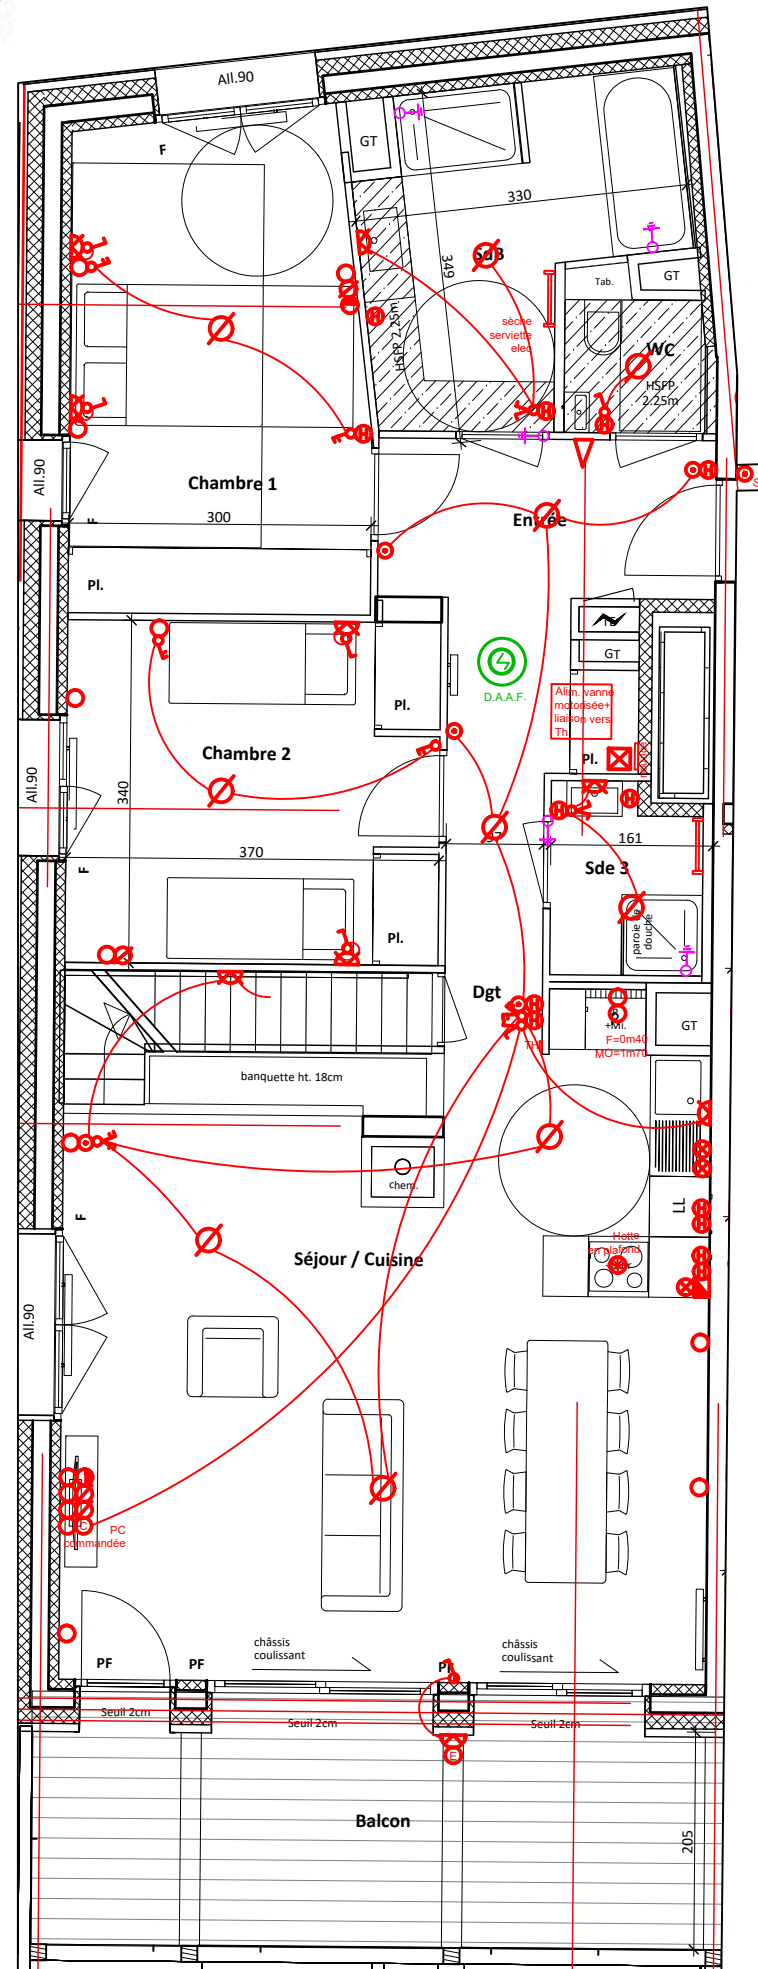 All.90
F
GT
330
349
SdB
HSFP 2.25m
Tab.
GT
sèche
serviette
elec
WC
HSFP
2.25m
All.90
Chambre 1
F
300
Entrée
Pl.
GT
D.A.A.F.
Alim. vanne
motorisée+
liaison vers
Th
Pl.
Pl.
Chambre 2
All.90
340
370
161
F
Sde 3
paroie de
douche
Pl.
Dgt
+Mi.
GT
F=0m40
MO=1m70
TH
banquette ht. 18cm
chem.
F
LL
Hotte
en plafond
Séjour / Cuisine
All.90
PC
commandée
C
châssis
coulissant
châssis
coulissant
PF
PF
PF
Seuil 2cm
Seuil 2cm
Seuil 2cm
E
Balcon
205